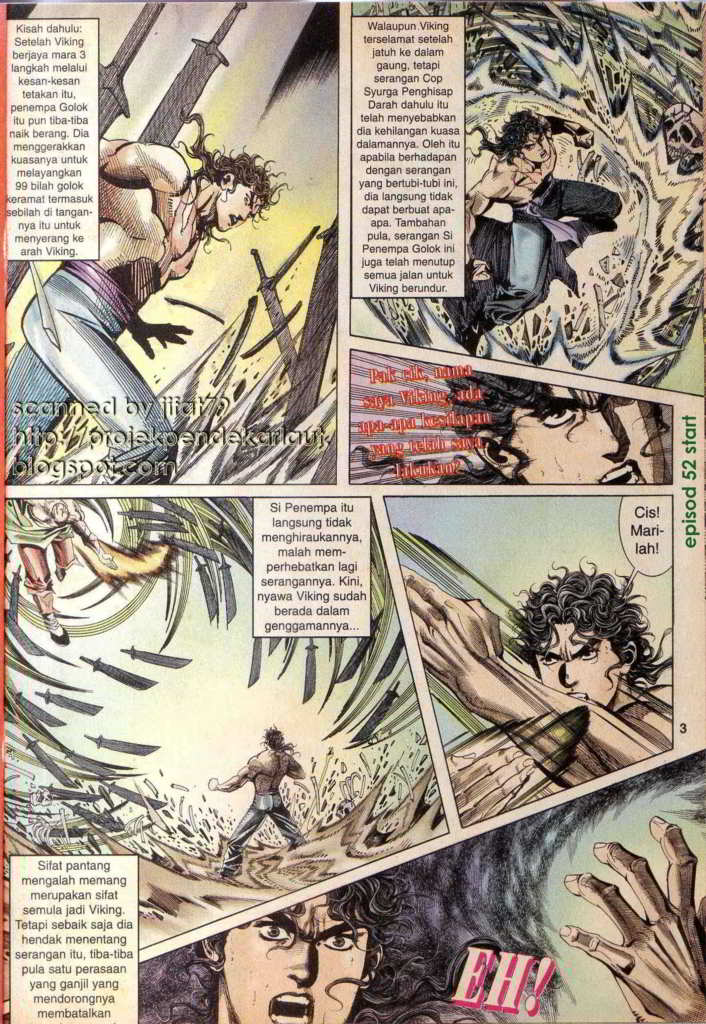 Kisah dahulu:
Setelah Viking
berjaya mara 3
langkah melalui
kesan-kesan
tetakan itu,
penempa Golok
itu pun tiba-tiba
naik berang. Dia
menggerakkan
kuasanya untuk
melayangkan
99 bilah golok
keramat termasuk
sebilah di tangan-
nya itu untuk
menyerang ke
arah Viking.
Walaupun Viking
terselamat setelah
jatuh ke dalam
gaung, tetapi
serangan Cop
Syurga Penghisap
Darah dahulu itu
telah menyebabkan
dia kehilangan kuasa
dalamannya. Oleh itu
apabila berhadapan
dengan serangan
yang bertubi-tubi ini,
dia langsung tidak
dapat berbuat apa-
apa. Tambahan
pula, serangan Si
Penempa Golok ini
juga telah menutup
semua jalan untuk
Viking berundur.
Pak cik, nama
saya Viking, ada
apa-apa kesilapan
yang telah saya
lakukan?
scanned by jifat79
http://projekpendekarlaut.
blogspot.com
episod 52 start
Si Penempa itu
langsung tidak
menghiraukannya,
malah mem-
perhebatkan lagi
serangannya. Kini,
nyawa Viking sudah
berada dalam
genggamannya...
Cis!
Mari-
lah!
3
Sifat pantang
mengalah memang
merupakan sifat
semula jadi Viking.
Tetapi sebaik saja dia
hendak menentang
serangan itu, tiba-tiba
pula satu perasaan
yang ganjil yang
mendorongnya
membatalkan
EH!